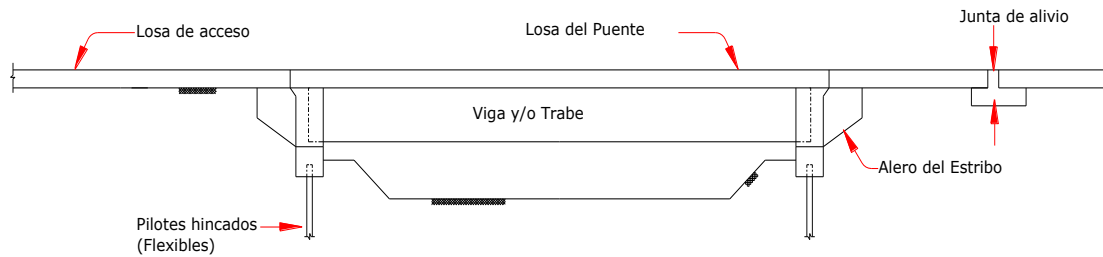 Losa de acceso
Losa del Puente
Junta de alivio
Viga y/o Trabe
Alero del Estribo
Pilotes hincados
(Flexibles)